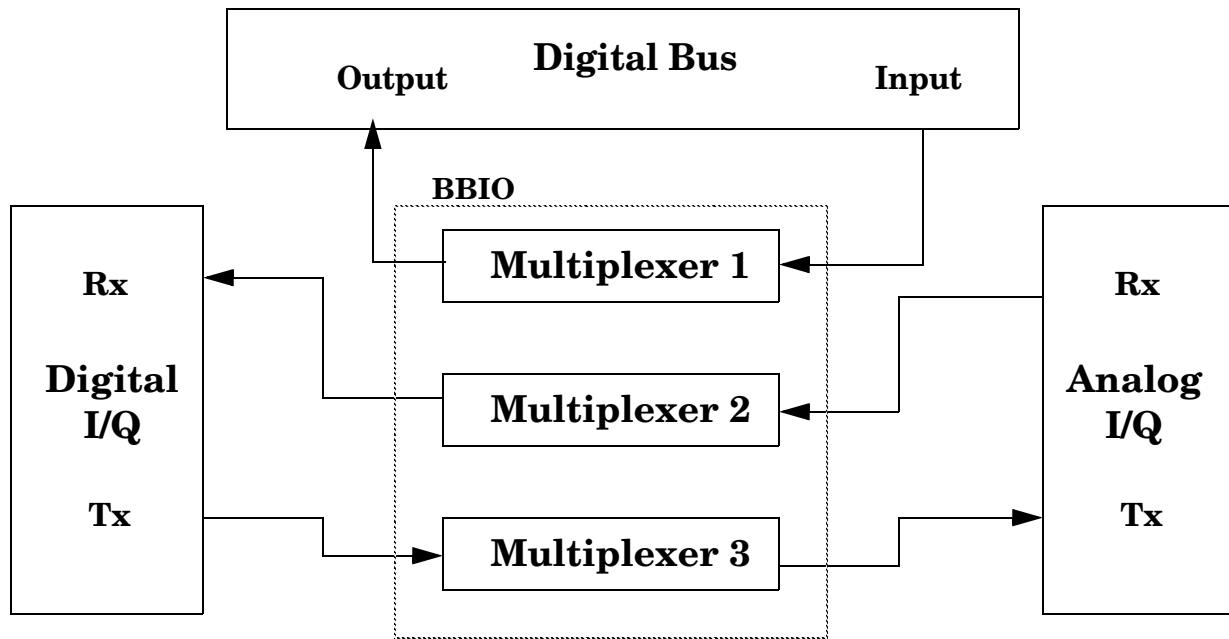 Digital Bus
Output
Input
BBIO
Multiplexer 1
Rx
Rx
Digital
I/Q
Multiplexer 2
Analog
I/Q
Tx
Multiplexer 3
Tx